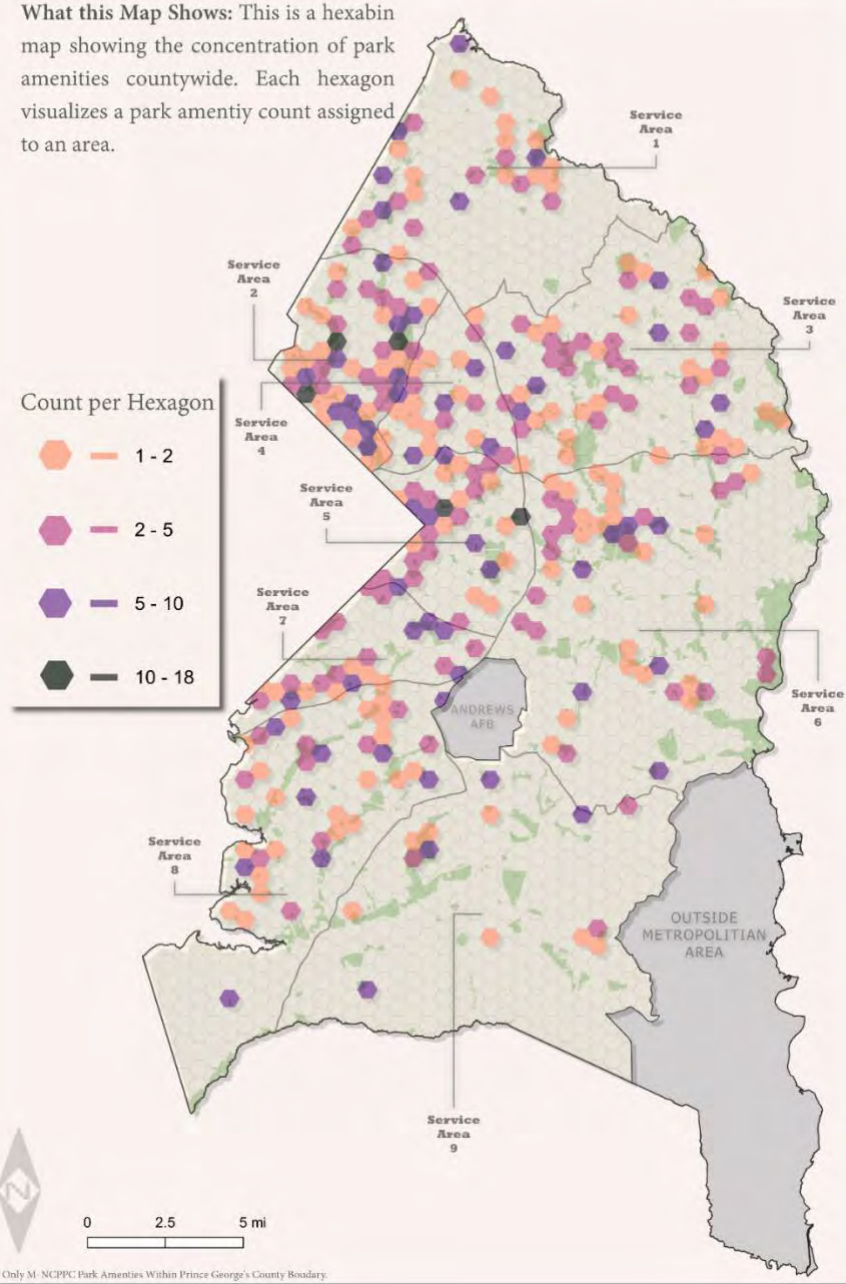 What this Map Shows: This is a hexabin
map showing the concentration of park
amenities countywide. Each hexagon
visualizes a park amentiy count assigned
to an area.
Service
Area
1
Service
Area
2
Service
Area
3
Count per Hexagon
1 - 2
2 - 5
5 - 10
10 - 18
Service
Area
4
Service
Area
5
Service
Area
7
ANDREWS
AFB
Service
Area
6
Service
Area
8
OUTSIDE
METROPOLITIAN
AREA
Service
Area
9
N
0 2.5 5 mi
Only M- NCPPC Park Amenties Within Prince George's County Boudary.